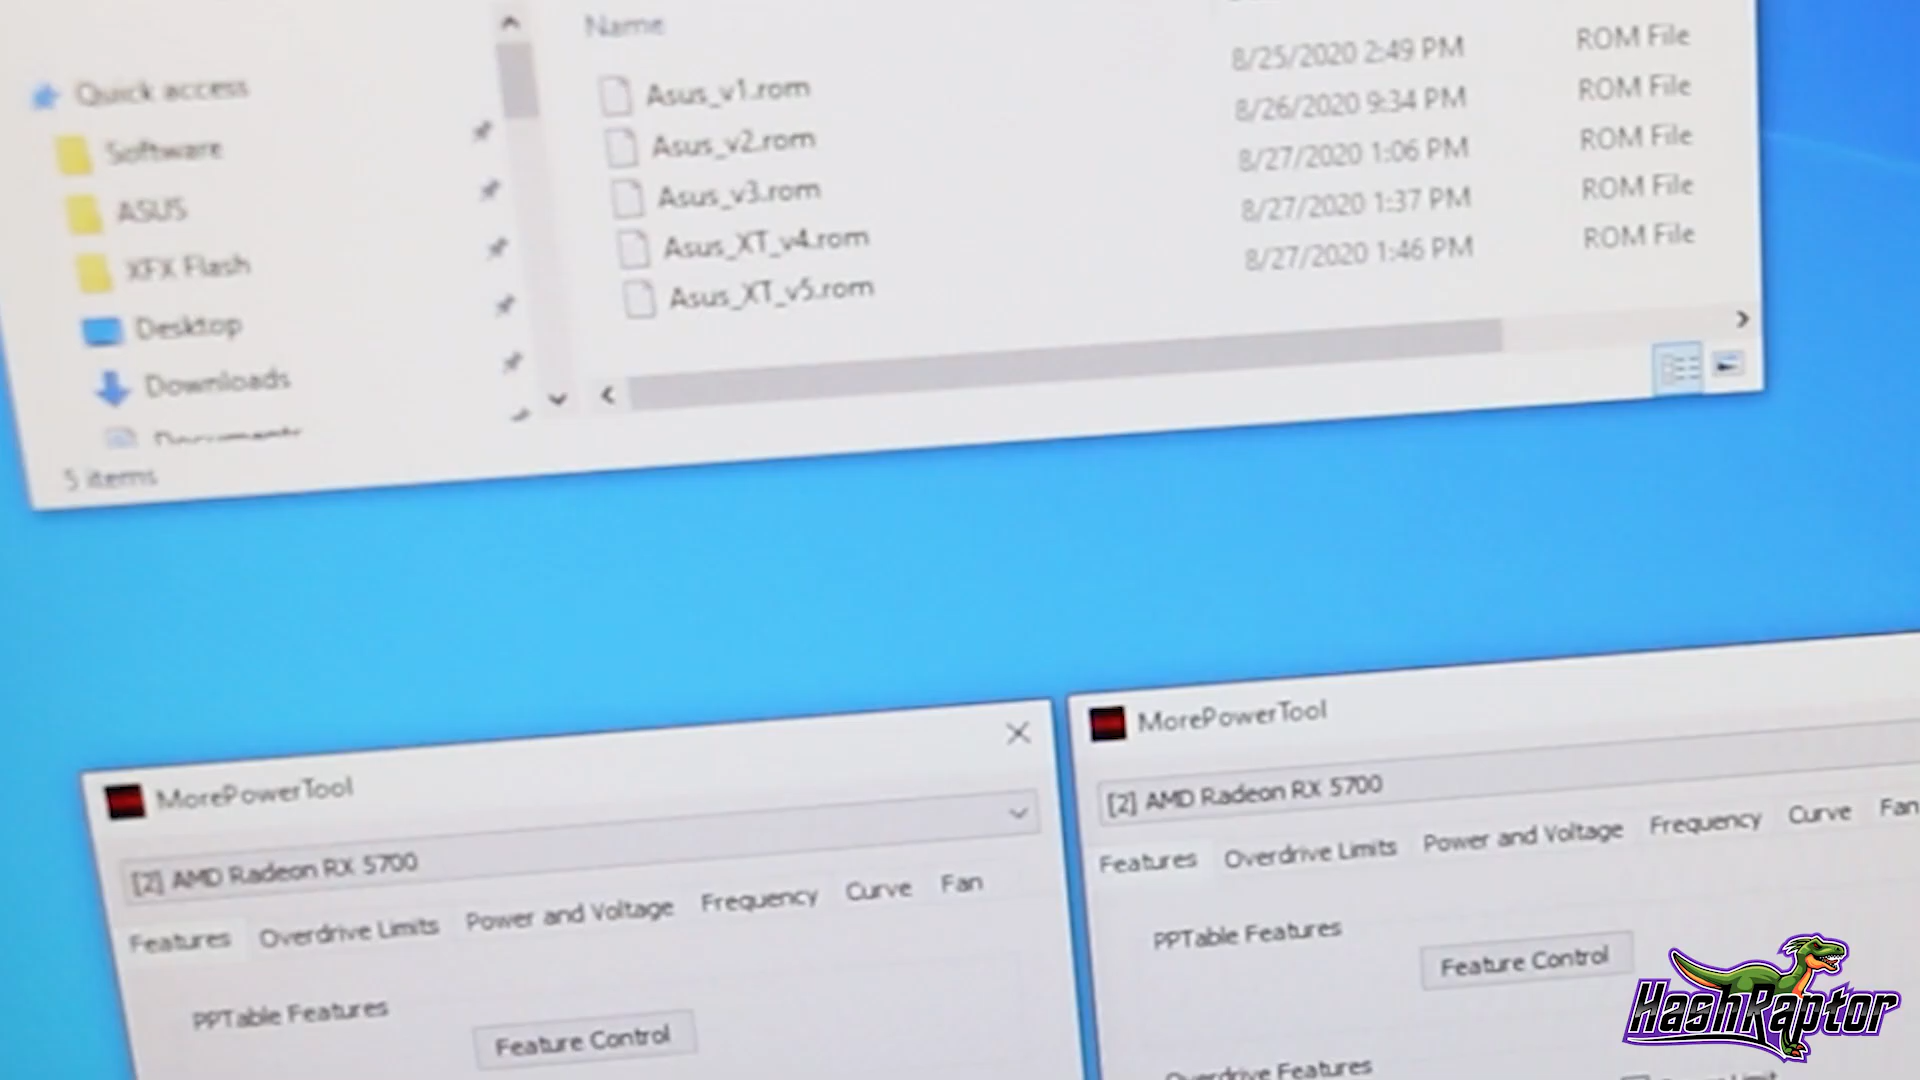 Name
Quick access
Software
ASUS
XFX Flash
Desktop
Downloads
Documents
5 items
Asus_v1.rom 8/25/2020 2:49 PM ROM File
Asus_v2.rom 8/26/2020 9:34 PM ROM File
Asus_v3.rom 8/27/2020 1:06 PM ROM File
Asus_XT_v4.rom 8/27/2020 1:37 PM ROM File
Asus_XT_v5.rom 8/27/2020 1:46 PM ROM File
MorePowerTool
[2] AMD Radeon RX 5700
Features Overdrive Limits Power and Voltage Frequency Curve Fan
PPTable Features
Feature Control
MorePowerTool
[2] AMD Radeon RX 5700
Features Overdrive Limits Power and Voltage Frequency Curve Fan
PPTable Features
Feature Control
Overdrive Features
HashRaptor